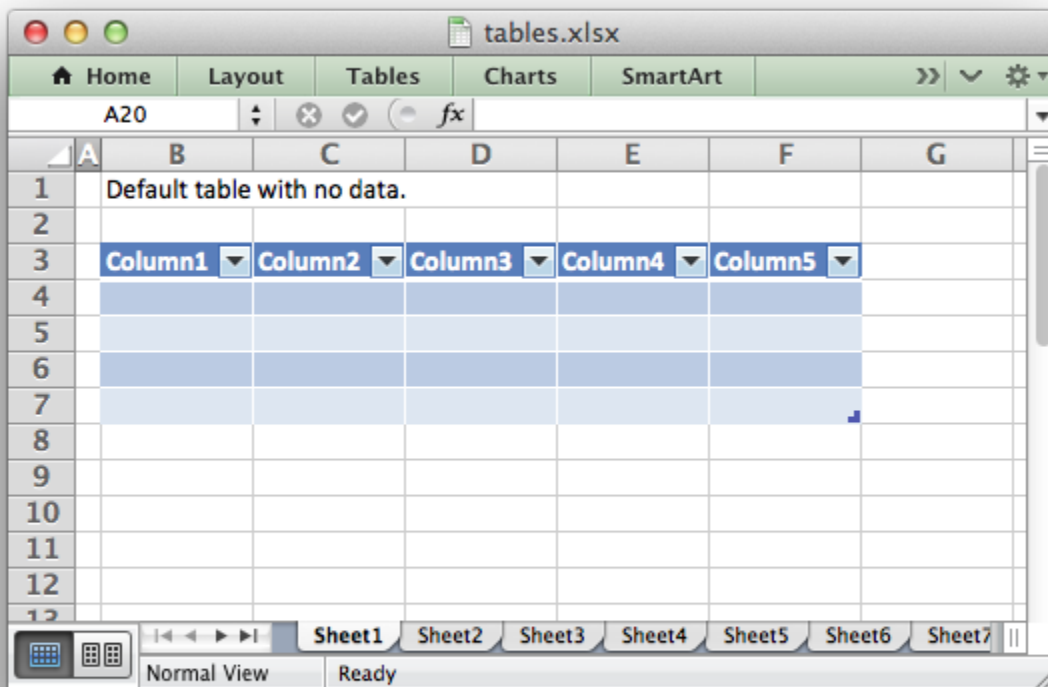 tables.xlsx
Home Layout Tables Charts SmartArt
A20 fx
A B C D E F G
1 Default table with no data.
2
3 Column1 Column2 Column3 Column4 Column5
4
5
6
7
8
9
10
11
12
13
Sheet1 Sheet2 Sheet3 Sheet4 Sheet5 Sheet6 Sheet7
Normal View Ready